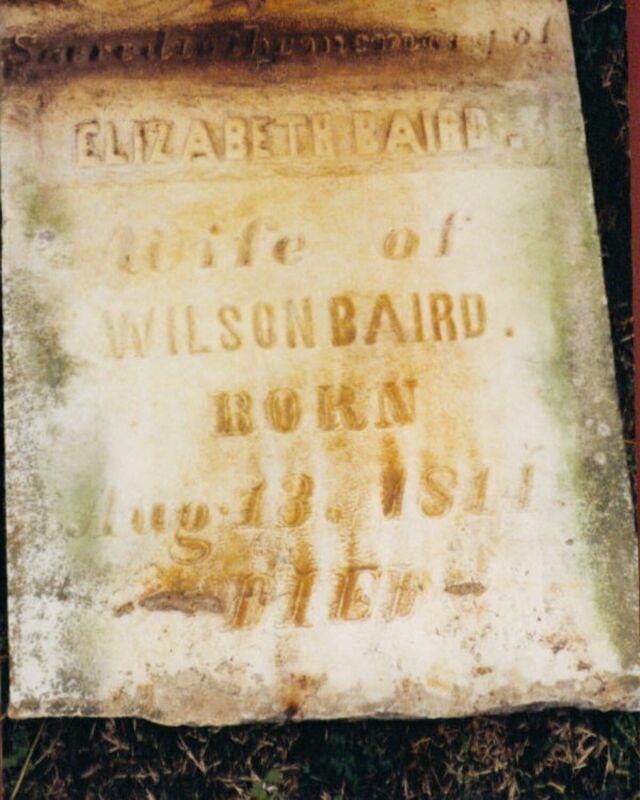 Sacred to the memory of
ELIZABETH BAIRD.
Wife of
WILSON BAIRD.
BORN
Aug. 13. 1811
DIED